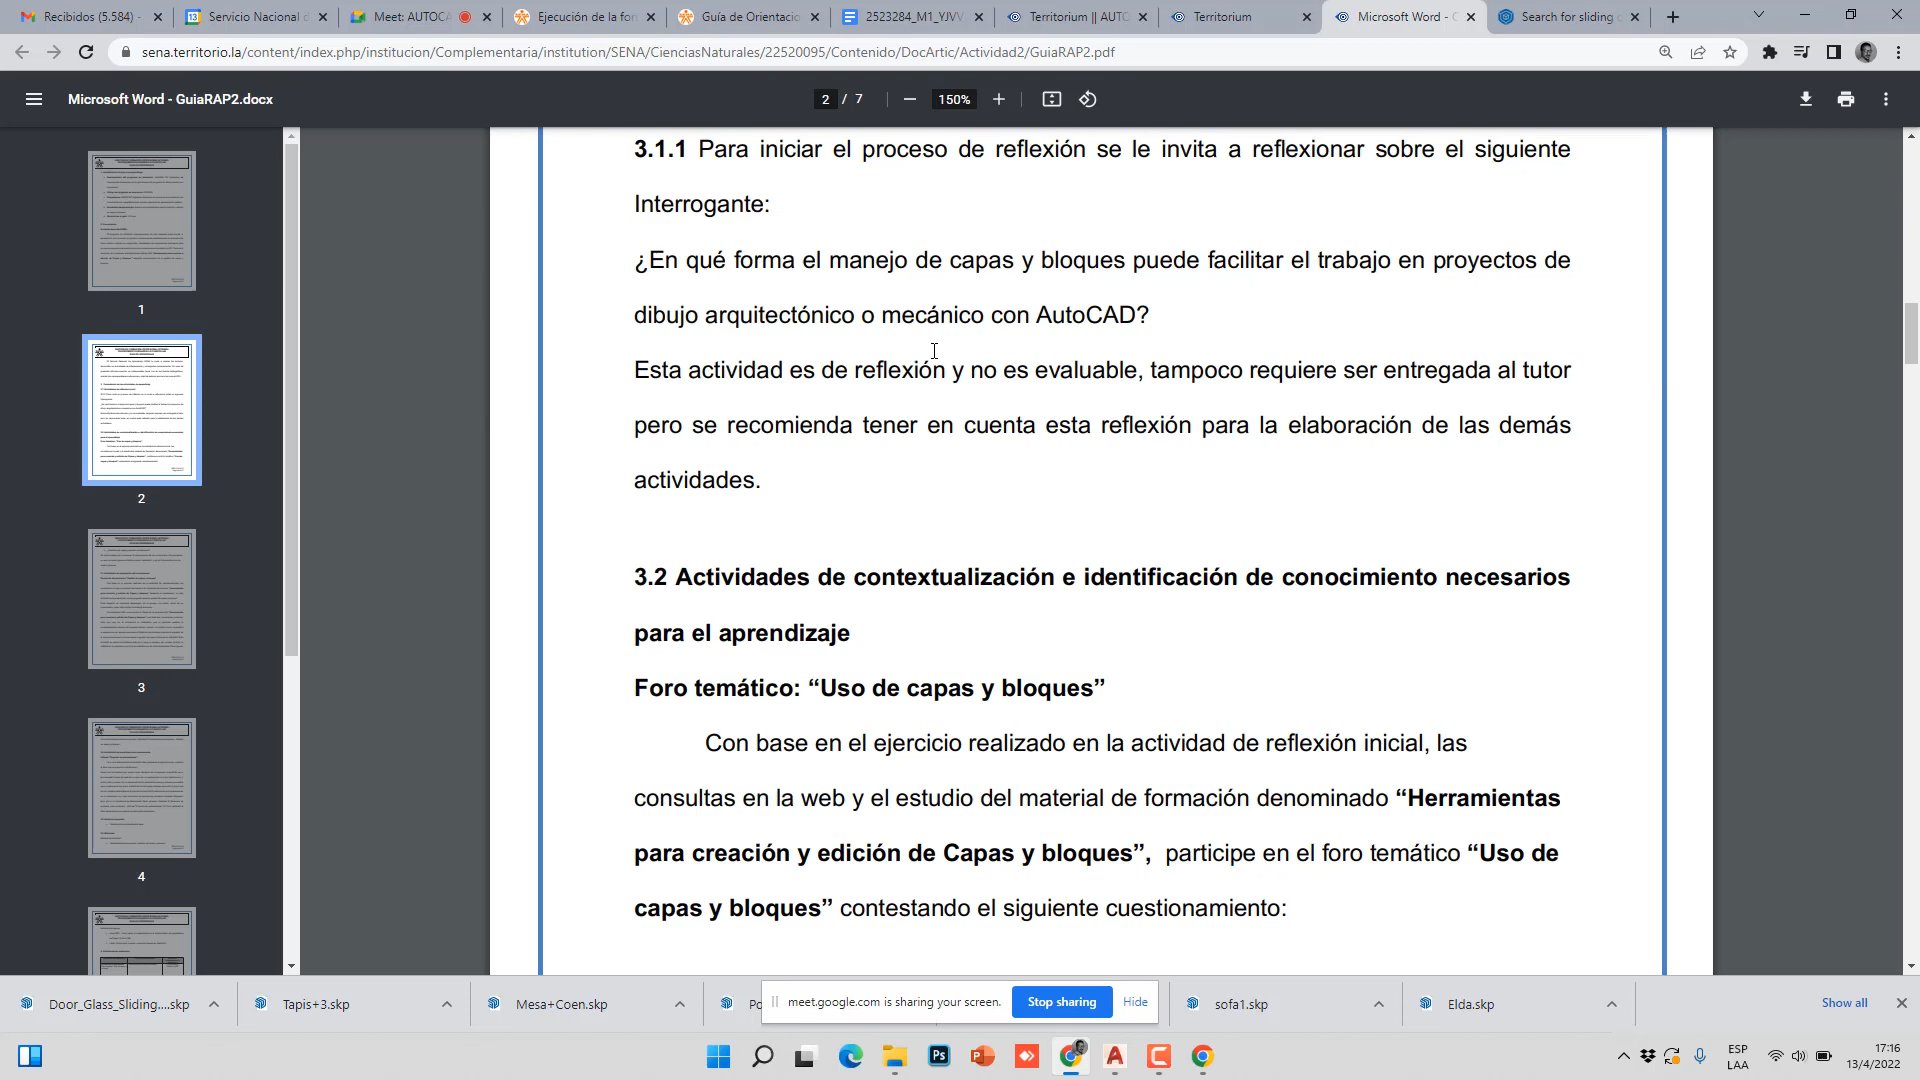 Recibidos (5.584) -
Servicio Nacional d
Meet: AUTOCA
Ejecución de la for
Guía de Orientacio
2523284_M1_YJVV
Territorium || AUTO
Territorium
Microsoft Word - G
Search for sliding
sena.territorio.la/content/index.php/institucion/Complementaria/institution/SENA/CienciasNaturales/22520095/Contenido/DocArtic/Actividad2/GuiaRAP2.pdf
Microsoft Word - GuiaRAP2.docx
2 / 7
150%
1
2
3
4
3.1.1 Para iniciar el proceso de reflexión se le invita a reflexionar sobre el siguiente
Interrogante:
¿En qué forma el manejo de capas y bloques puede facilitar el trabajo en proyectos de
dibujo arquitectónico o mecánico con AutoCAD?
Esta actividad es de reflexión y no es evaluable, tampoco requiere ser entregada al tutor
pero se recomienda tener en cuenta esta reflexión para la elaboración de las demás
actividades.
3.2 Actividades de contextualización e identificación de conocimiento necesarios
para el aprendizaje
Foro temático: “Uso de capas y bloques”
Con base en el ejercicio realizado en la actividad de reflexión inicial, las
consultas en la web y el estudio del material de formación denominado “Herramientas
para creación y edición de Capas y bloques”, participe en el foro temático “Uso de
capas y bloques” contestando el siguiente cuestionamiento:
Door_Glass_Sliding....skp
Tapis+3.skp
Mesa+Coen.skp
Po
meet.google.com is sharing your screen.
Stop sharing
Hide
sofa1.skp
Elda.skp
Show all
ESP
LAA
17:16
13/4/2022